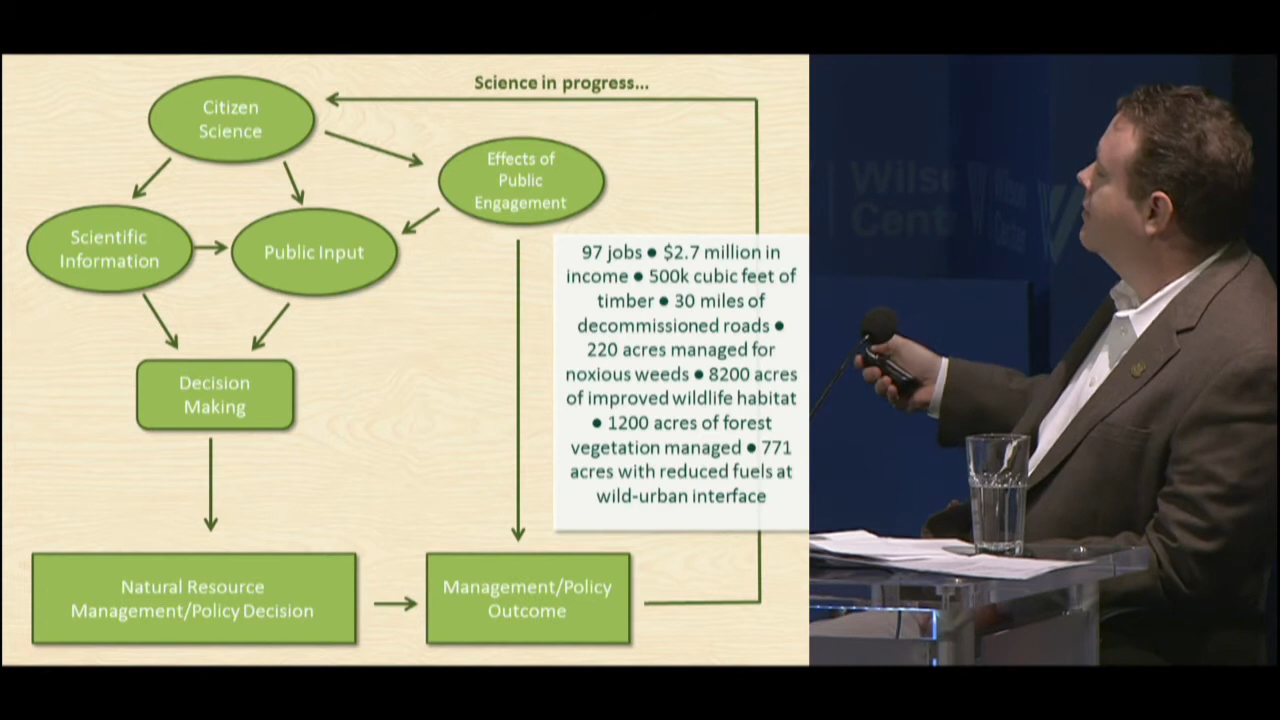 Science in progress...
Citizen
Science
Effects of
Public
Engagement
Scientific
Information
Public Input
97 jobs ● $2.7 million in
income ● 500k cubic feet of
timber ● 30 miles of
decommissioned roads ●
220 acres managed for
noxious weeds ● 8200 acres
of improved wildlife habitat
● 1200 acres of forest
vegetation managed ● 771
acres with reduced fuels at
wild-urban interface
Decision
Making
Natural Resource
Management/Policy Decision
Management/Policy
Outcome
Center